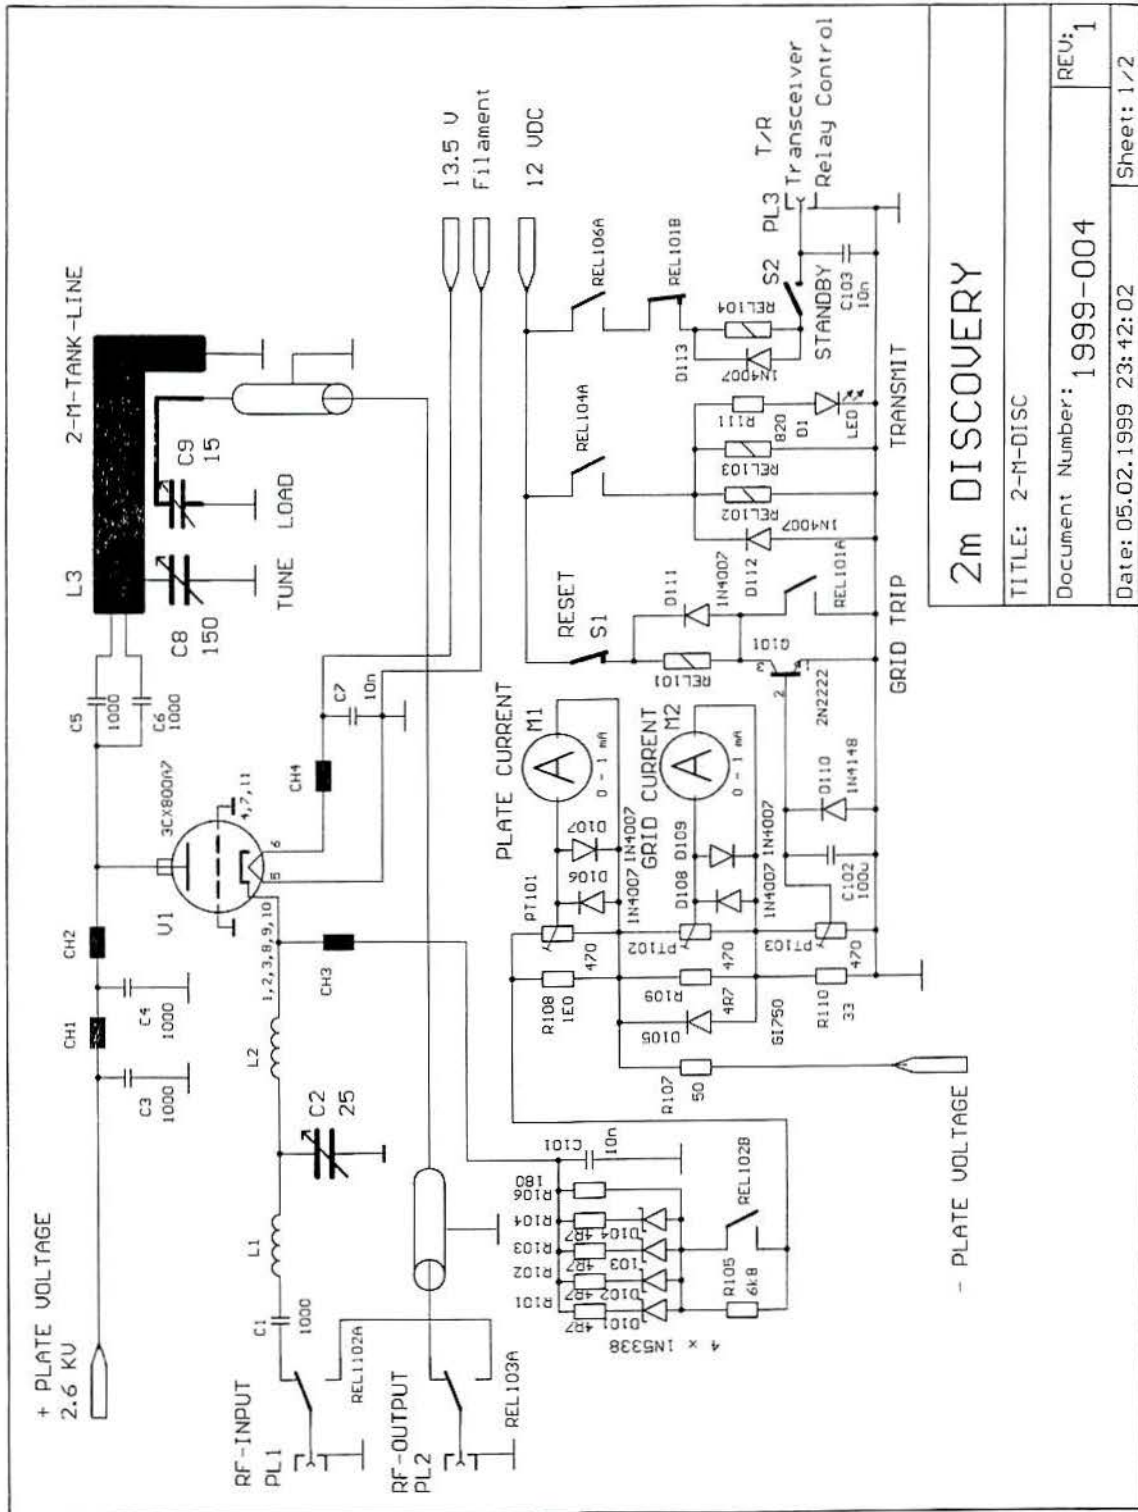 + PLATE VOLTAGE
2.6 KV
CH1
CH2
C3
1000
C4
1000
C5
1000
C6
1000
L3
2-M-TANK-LINE
C8
150
C9
15
TUNE
LOAD
V1
3CX800A7
4,7,11
1,2,3,8,9,10
5
6
CH3
CH4
C7
10n
13.5 V
Filament
12 VDC
RF-INPUT
PL1
C1
1000
L1
L2
C2
25
REL1102A
RF-OUTPUT
PL2
REL103A
R101
4R7
R102
4R7
R103
4R7
R104
4R7
R106
180
C101
10n
D101
D102
103
D104
4 x 1N5338
R105
6k8
REL102B
- PLATE VOLTAGE
R107
50
R108
1E0
PT101
470
D106
1N4007
D107
1N4007
PLATE CURRENT
A
M1
0 - 1 mA
D105
GI750
R109
4R7
PT102
470
D108
1N4007
D109
1N4007
GRID CURRENT
A
M2
0 - 1 mA
R110
33
PT103
470
C102
100u
D110
1N4148
RESET
S1
REL101
D111
1N4007
Q101
2N2222
1
2
3
REL101A
GRID TRIP
REL104A
D112
1N4007
REL102
REL103
R111
820
D1
LED
TRANSMIT
REL106A
REL101B
D113
1N4007
REL104
STANDBY
S2
C103
10n
PL3
T/R
Transceiver
Relay Control
2m DISCOVERY
TITLE: 2-M-DISC
Document Number: 1999-004
REV: 1
Date: 05.02.1999 23:42:02
Sheet: 1/2